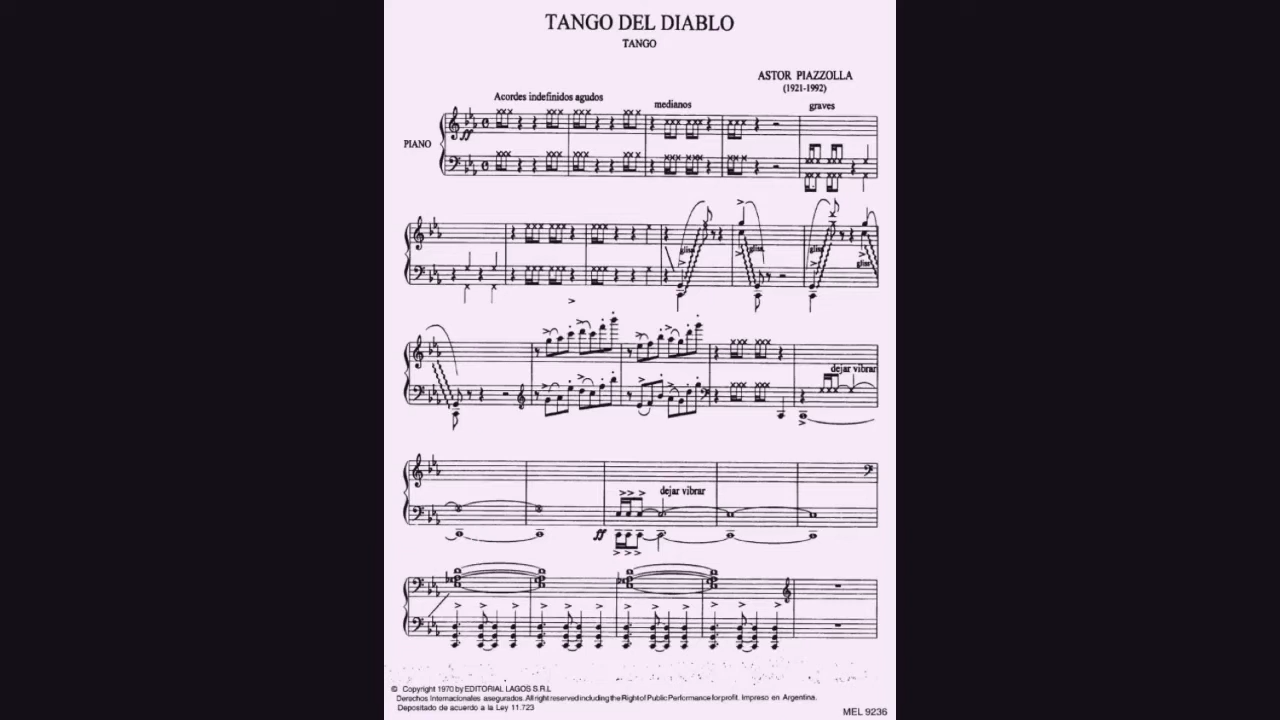 TANGO DEL DIABLO
TANGO
ASTOR PIAZZOLLA
(1921-1992)
Acordes indefinidos agudos
medianos
graves
PIANO
ff
gliss.
gliss.
gliss.
gliss.
dejar vibrar
dejar vibrar
ff
© Copyright 1970 by EDITORIAL LAGOS S.R.L
Derechos Internacionales asegurados. All right reserved including the Right of Public Performance for profit. Impreso en Argentina.
Depositado de acuerdo a la Ley 11.723
MEL 9236